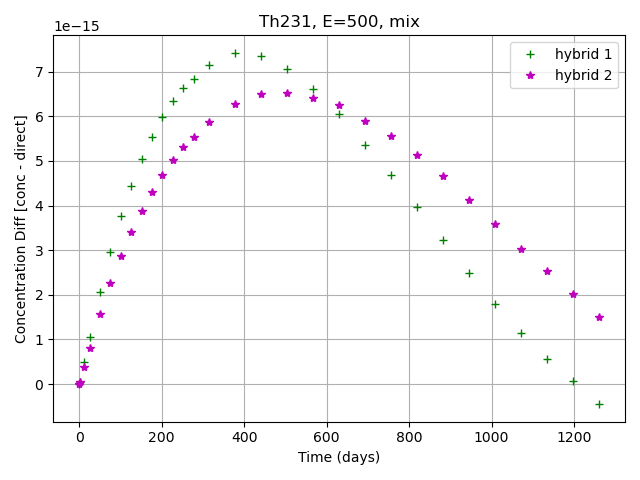 Th231, E=500, mix
1e−15
hybrid 1
hybrid 2
7
6
5
4
3
2
1
0
Concentration Diff [conc - direct]
0 200 400 600 800 1000 1200
Time (days)